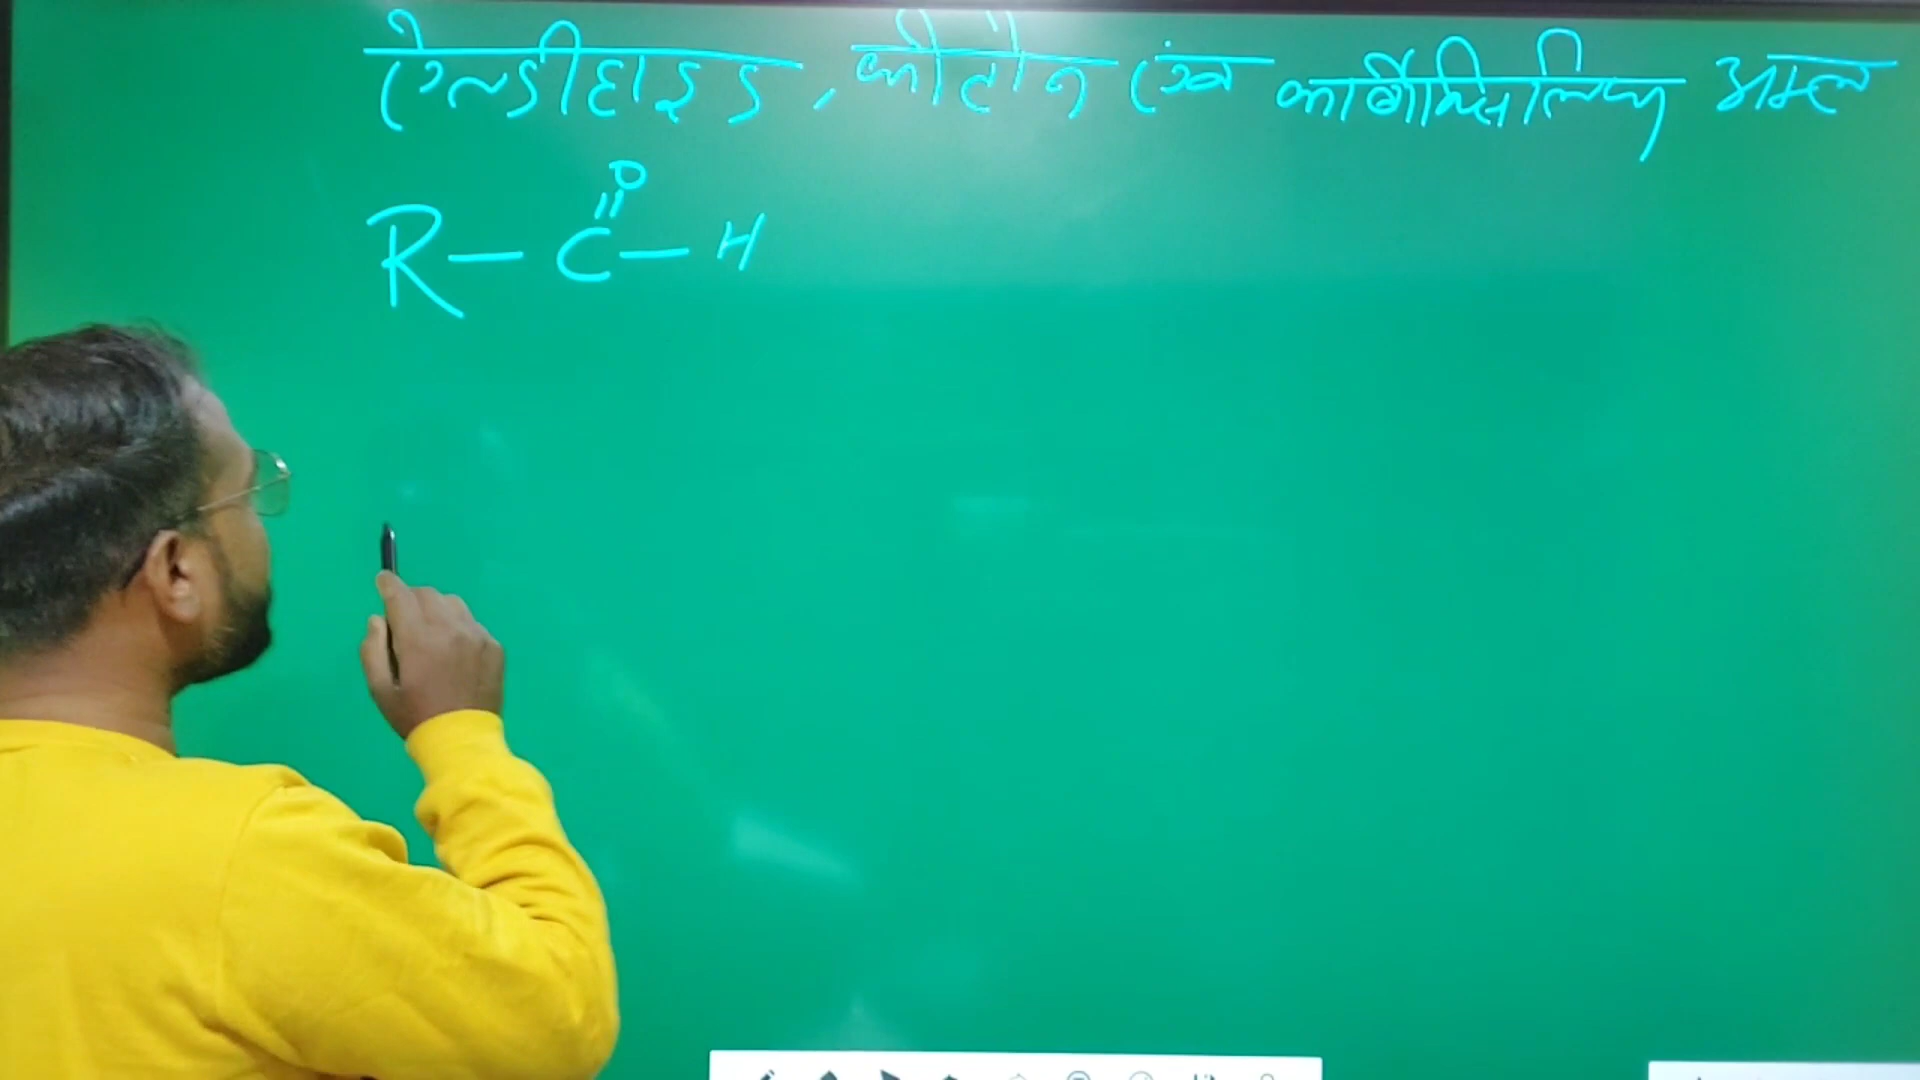 ऐल्डीहाइड, कीटोन एवं कार्बोक्सिलिक अम्ल
O
||
R — C — H